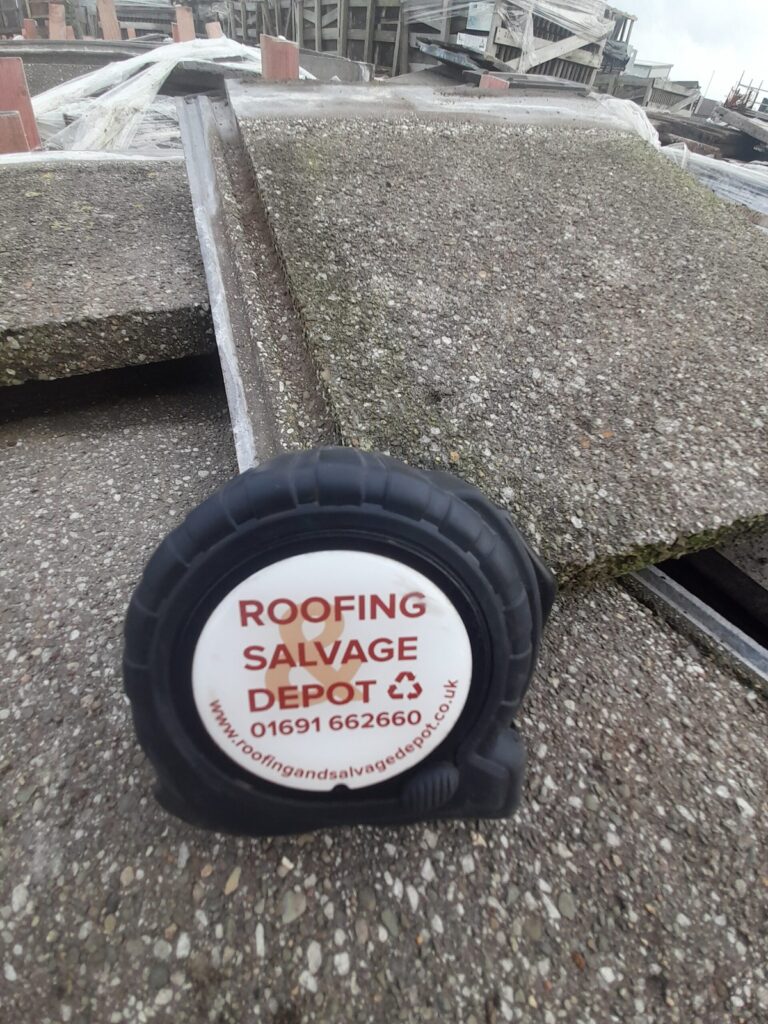 ROOFING
&
SALVAGE
DEPOT
01691 662660
www.roofingandsalvagedepot.co.uk